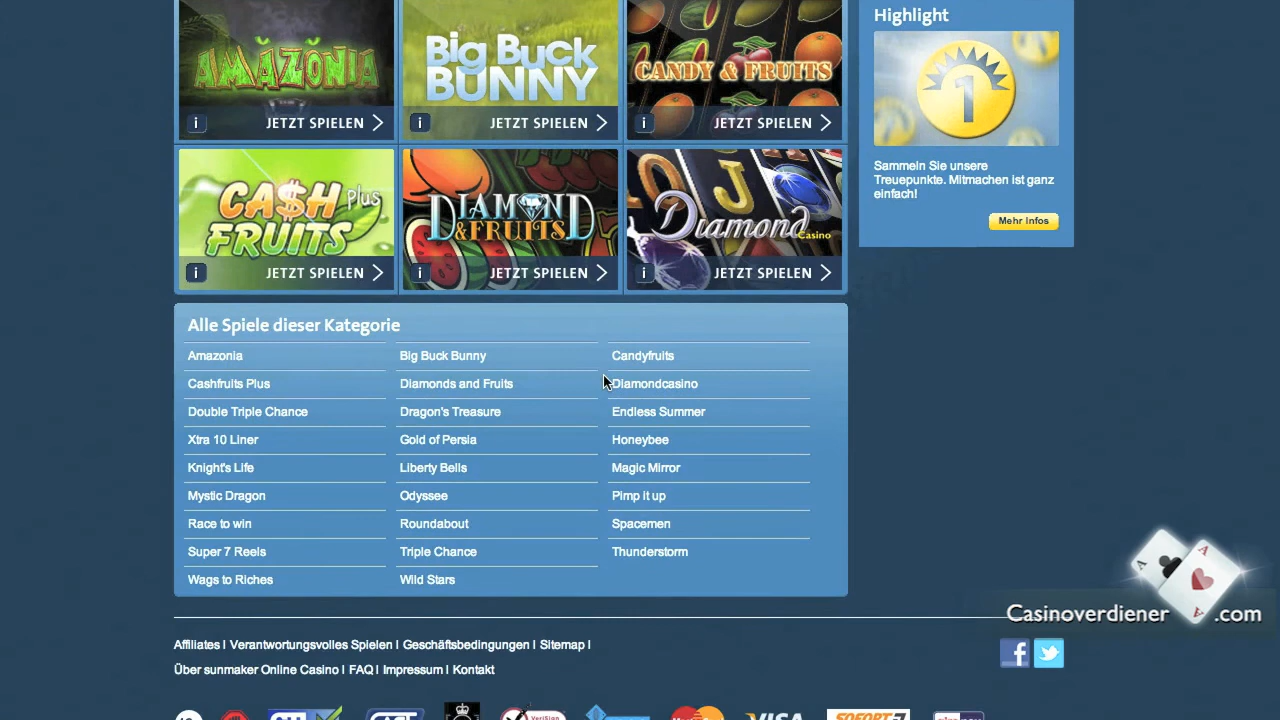 AMAZONIA
Big Buck
BUNNY
CANDY & FRUITS
i JETZT SPIELEN
i JETZT SPIELEN
i JETZT SPIELEN
CA$H plus
FRUITS
DIAMOND
&FRUITS
J
Diamond
Casino
i JETZT SPIELEN
i JETZT SPIELEN
i JETZT SPIELEN
Highlight
1
Sammeln Sie unsere
Treuepunkte. Mitmachen ist ganz
einfach!
Mehr Infos
Alle Spiele dieser Kategorie
Amazonia Big Buck Bunny Candyfruits
Cashfruits Plus Diamonds and Fruits Diamondcasino
Double Triple Chance Dragon's Treasure Endless Summer
Xtra 10 Liner Gold of Persia Honeybee
Knight's Life Liberty Bells Magic Mirror
Mystic Dragon Odyssee Pimp it up
Race to win Roundabout Spacemen
Super 7 Reels Triple Chance Thunderstorm
Wags to Riches Wild Stars
A A
A
Casinoverdiener .com
Affiliates | Verantwortungsvolles Spielen | Geschäftsbedingungen | Sitemap |
Über sunmaker Online Casino | FAQ | Impressum | Kontakt
VeriSign
MasterCard
VISA
SOFORT